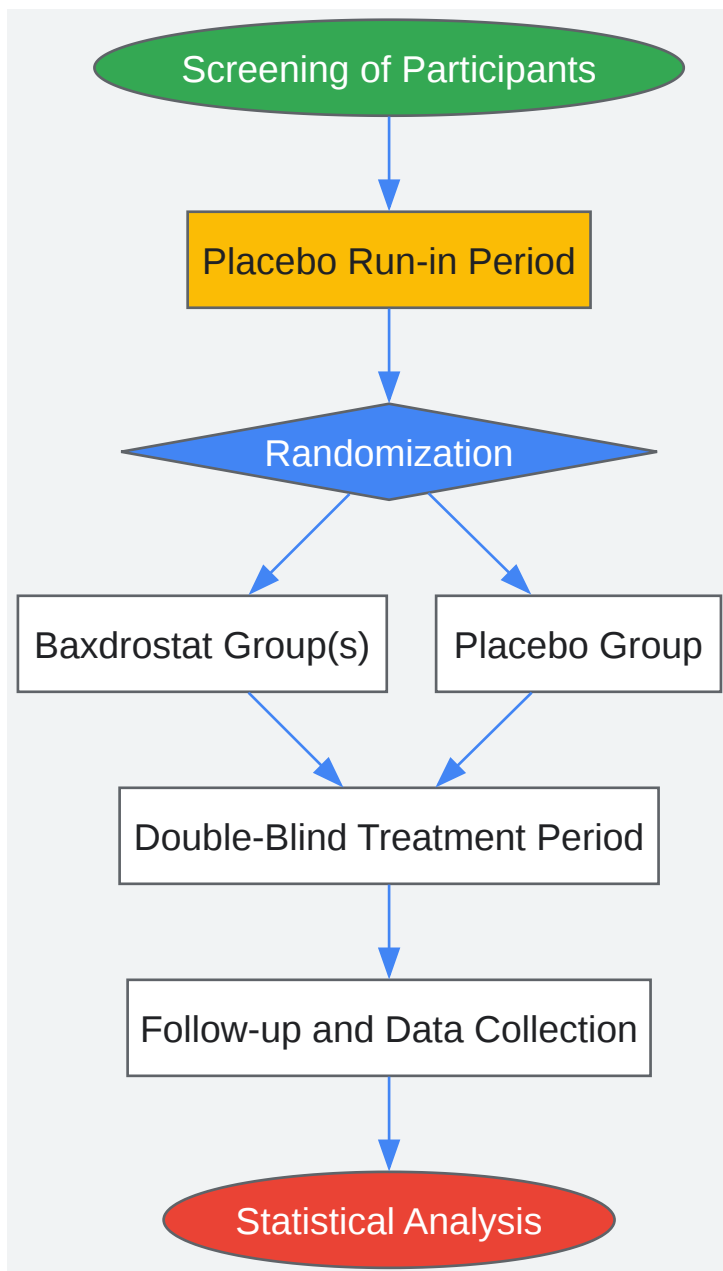 Screening of Participants
Placebo Run-in Period
Randomization
Baxdrostat Group(s)
Placebo Group
Double-Blind Treatment Period
Follow-up and Data Collection
Statistical Analysis